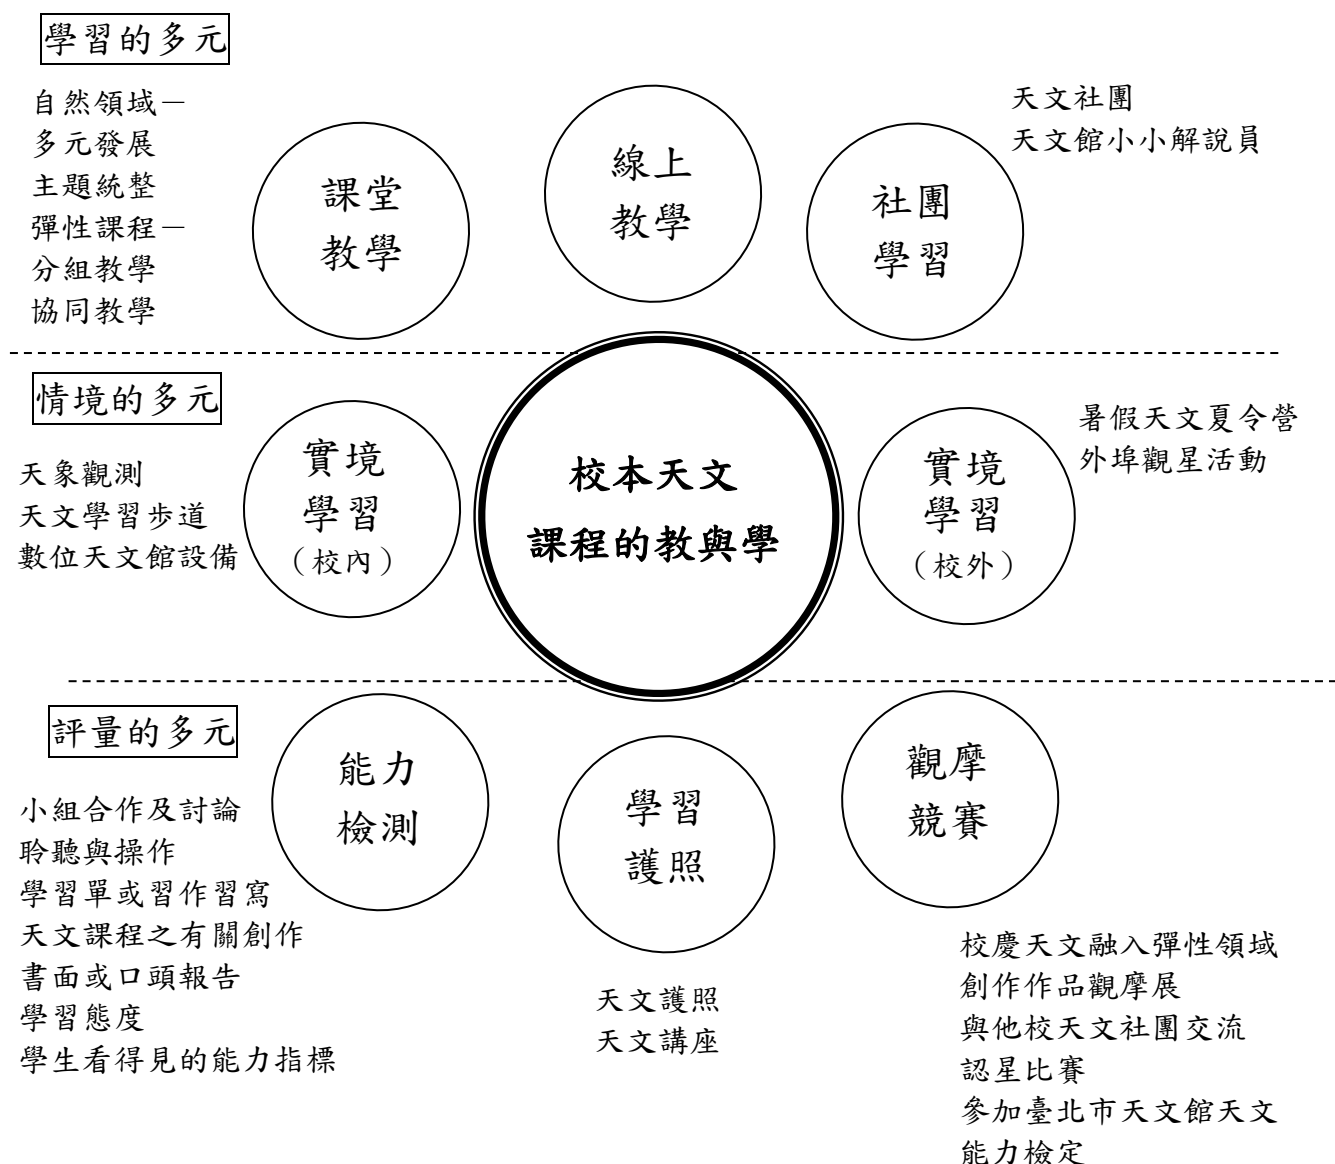 學習的多元
自然領域－
多元發展
主題統整
彈性課程－
分組教學
協同教學
課堂
教學
線上
教學
社團
學習
天文社團
天文館小小解說員
情境的多元
天象觀測
天文學習步道
數位天文館設備
實境
學習
（校內）
校本天文
課程的教與學
實境
學習
（校外）
暑假天文夏令營
外埠觀星活動
評量的多元
小組合作及討論
聆聽與操作
學習單或習作習寫
天文課程之有關創作
書面或口頭報告
學習態度
學生看得見的能力指標
能力
檢測
學習
護照
天文護照
天文講座
觀摩
競賽
校慶天文融入彈性領域
創作作品觀摩展
與他校天文社團交流
認星比賽
參加臺北市天文館天文
能力檢定